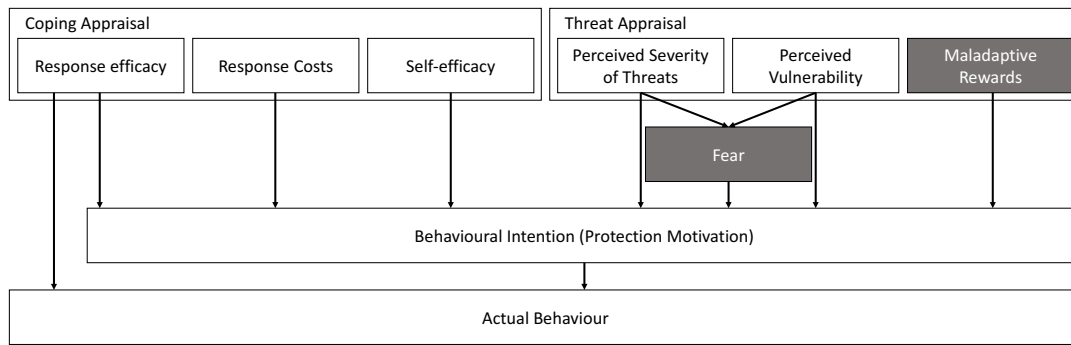 Coping Appraisal
Response efficacy
Response Costs
Self-efficacy
Threat Appraisal
Perceived Severity
of Threats
Perceived
Vulnerability
Maladaptive
Rewards
Fear
Behavioural Intention (Protection Motivation)
Actual Behaviour